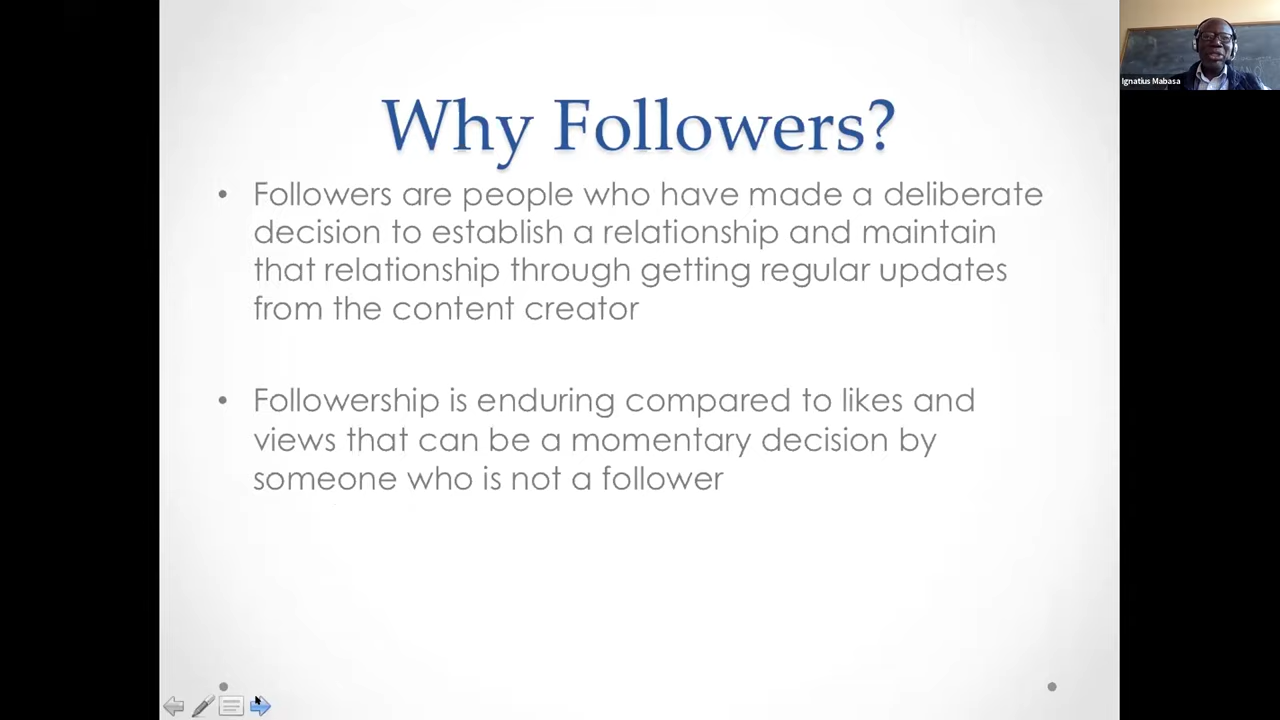 Why Followers?
• Followers are people who have made a deliberate
decision to establish a relationship and maintain
that relationship through getting regular updates
from the content creator
• Followership is enduring compared to likes and
views that can be a momentary decision by
someone who is not a follower
Ignatius Mabasa